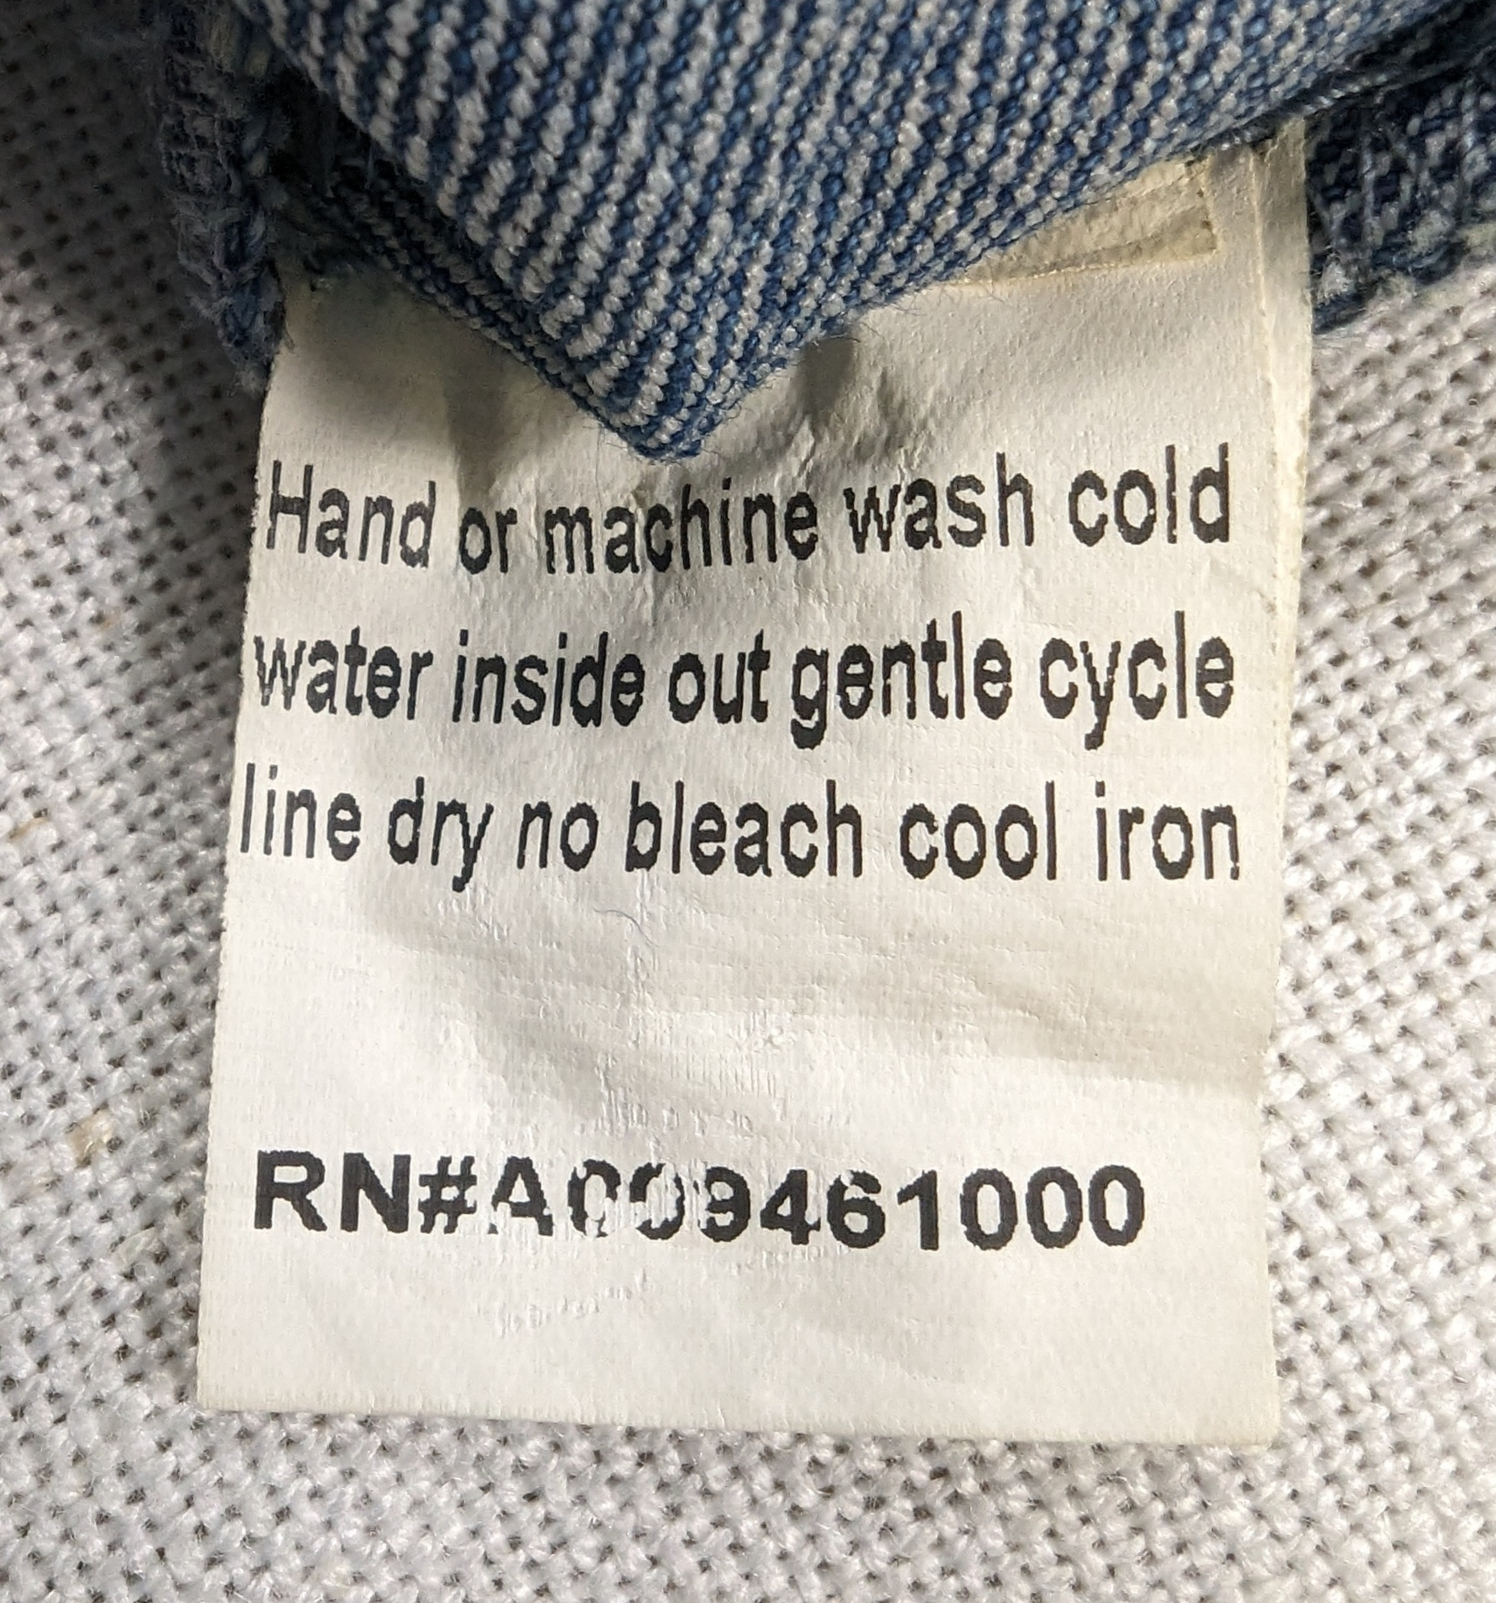 Hand or machine wash cold
water inside out gentle cycle
line dry no bleach cool iron
RN#A009461000